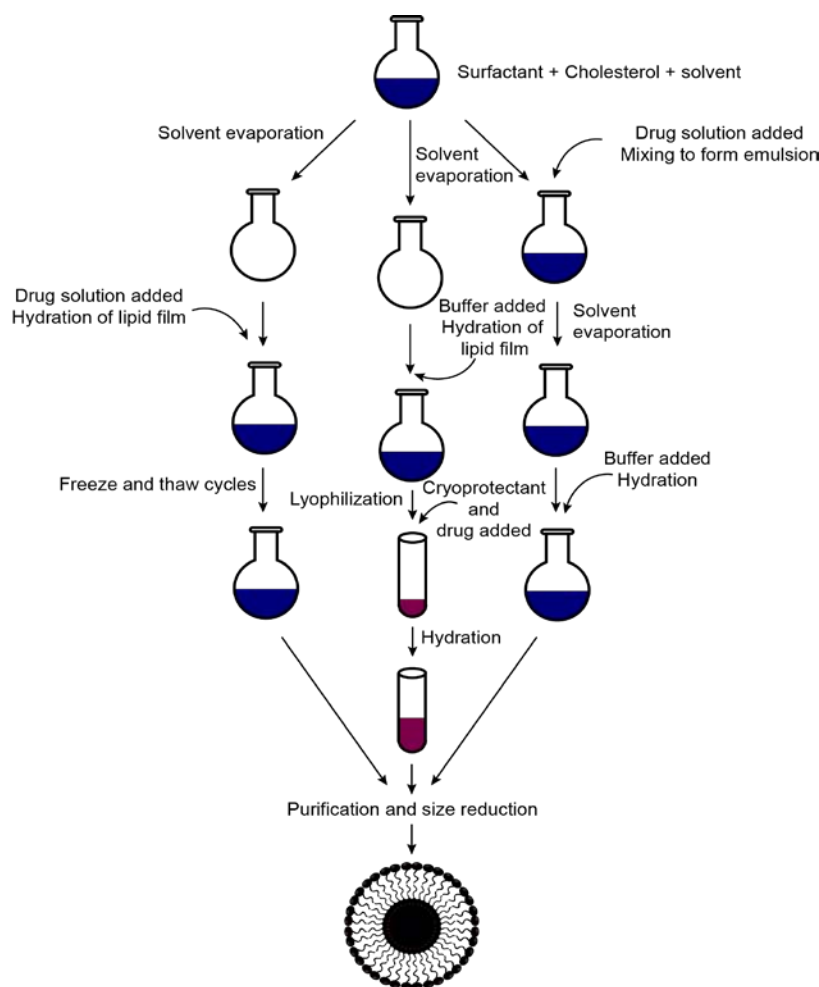 Surfactant + Cholesterol + solvent
Solvent evaporation
Solvent
evaporation
Drug solution added
Mixing to form emulsion
Drug solution added
Hydration of lipid film
Buffer added
Hydration of
lipid film
Solvent
evaporation
Freeze and thaw cycles
Lyophilization
Cryoprotectant
and
drug added
Buffer added
Hydration
Hydration
Purification and size reduction